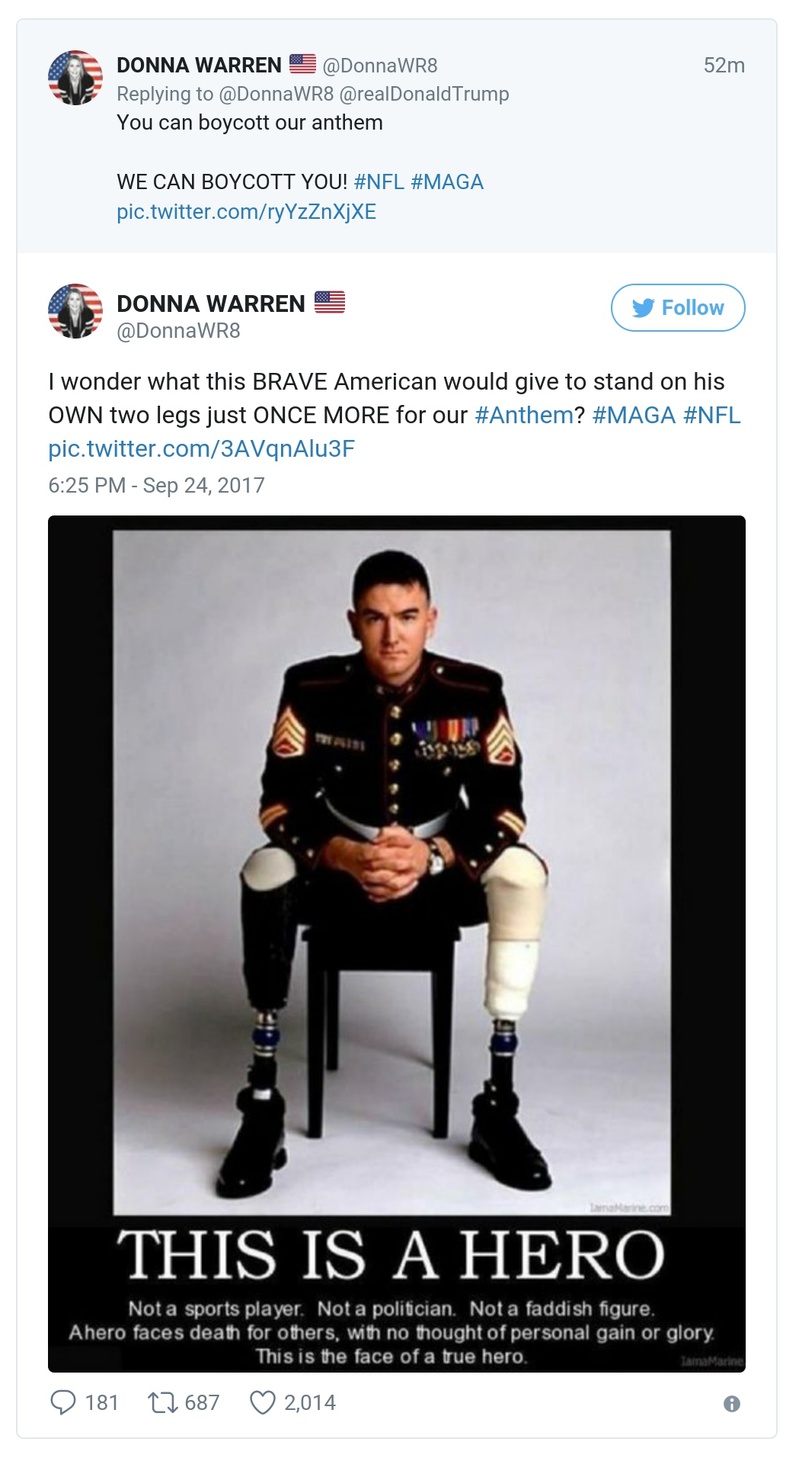 DONNA WARREN 🇺🇸 @DonnaWR8 52m
Replying to @DonnaWR8 @realDonaldTrump
You can boycott our anthem
WE CAN BOYCOTT YOU! #NFL #MAGA
pic.twitter.com/ryYzZnXjXE
DONNA WARREN 🇺🇸
@DonnaWR8
Follow
I wonder what this BRAVE American would give to stand on his
OWN two legs just ONCE MORE for our #Anthem? #MAGA #NFL
pic.twitter.com/3AVqnAlu3F
6:25 PM - Sep 24, 2017
IamaMarine.com
THIS IS A HERO
Not a sports player. Not a politician. Not a faddish figure.
A hero faces death for others, with no thought of personal gain or glory.
This is the face of a true hero.
IamaMarine
181 687 2,014